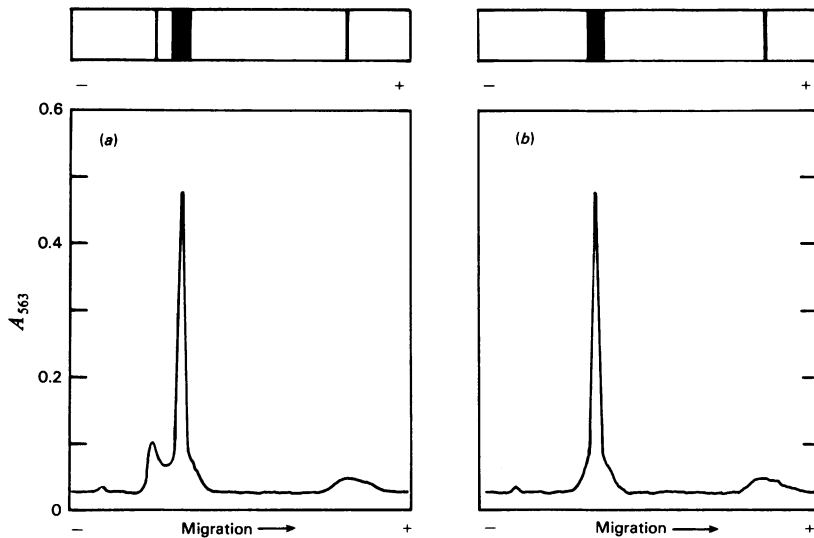 − + − +
0.6
(a) (b)
0.4
A563
0.2
0
− Migration + − Migration +